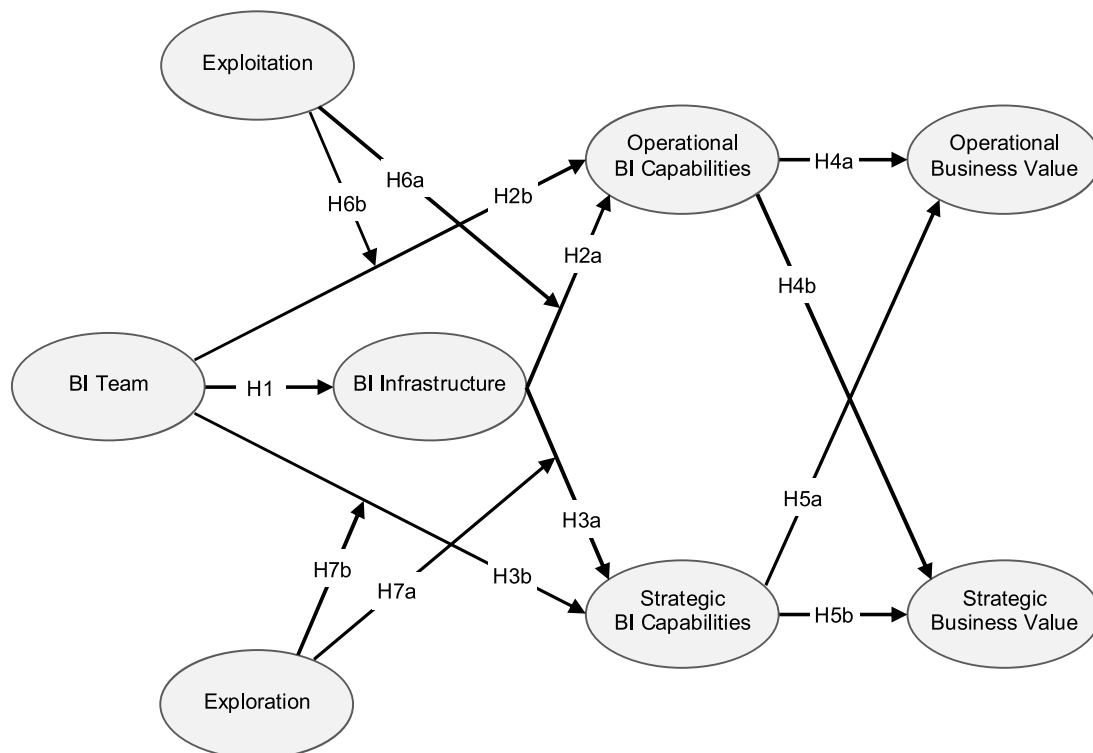 Exploitation
Operational
BI Capabilities
H4a
Operational
Business Value
H6a
H6b
H2b
H2a
H4b
BI Team
H1
BI Infrastructure
H5a
H3a
H7b
H7a
H3b
Strategic
BI Capabilities
H5b
Strategic
Business Value
Exploration